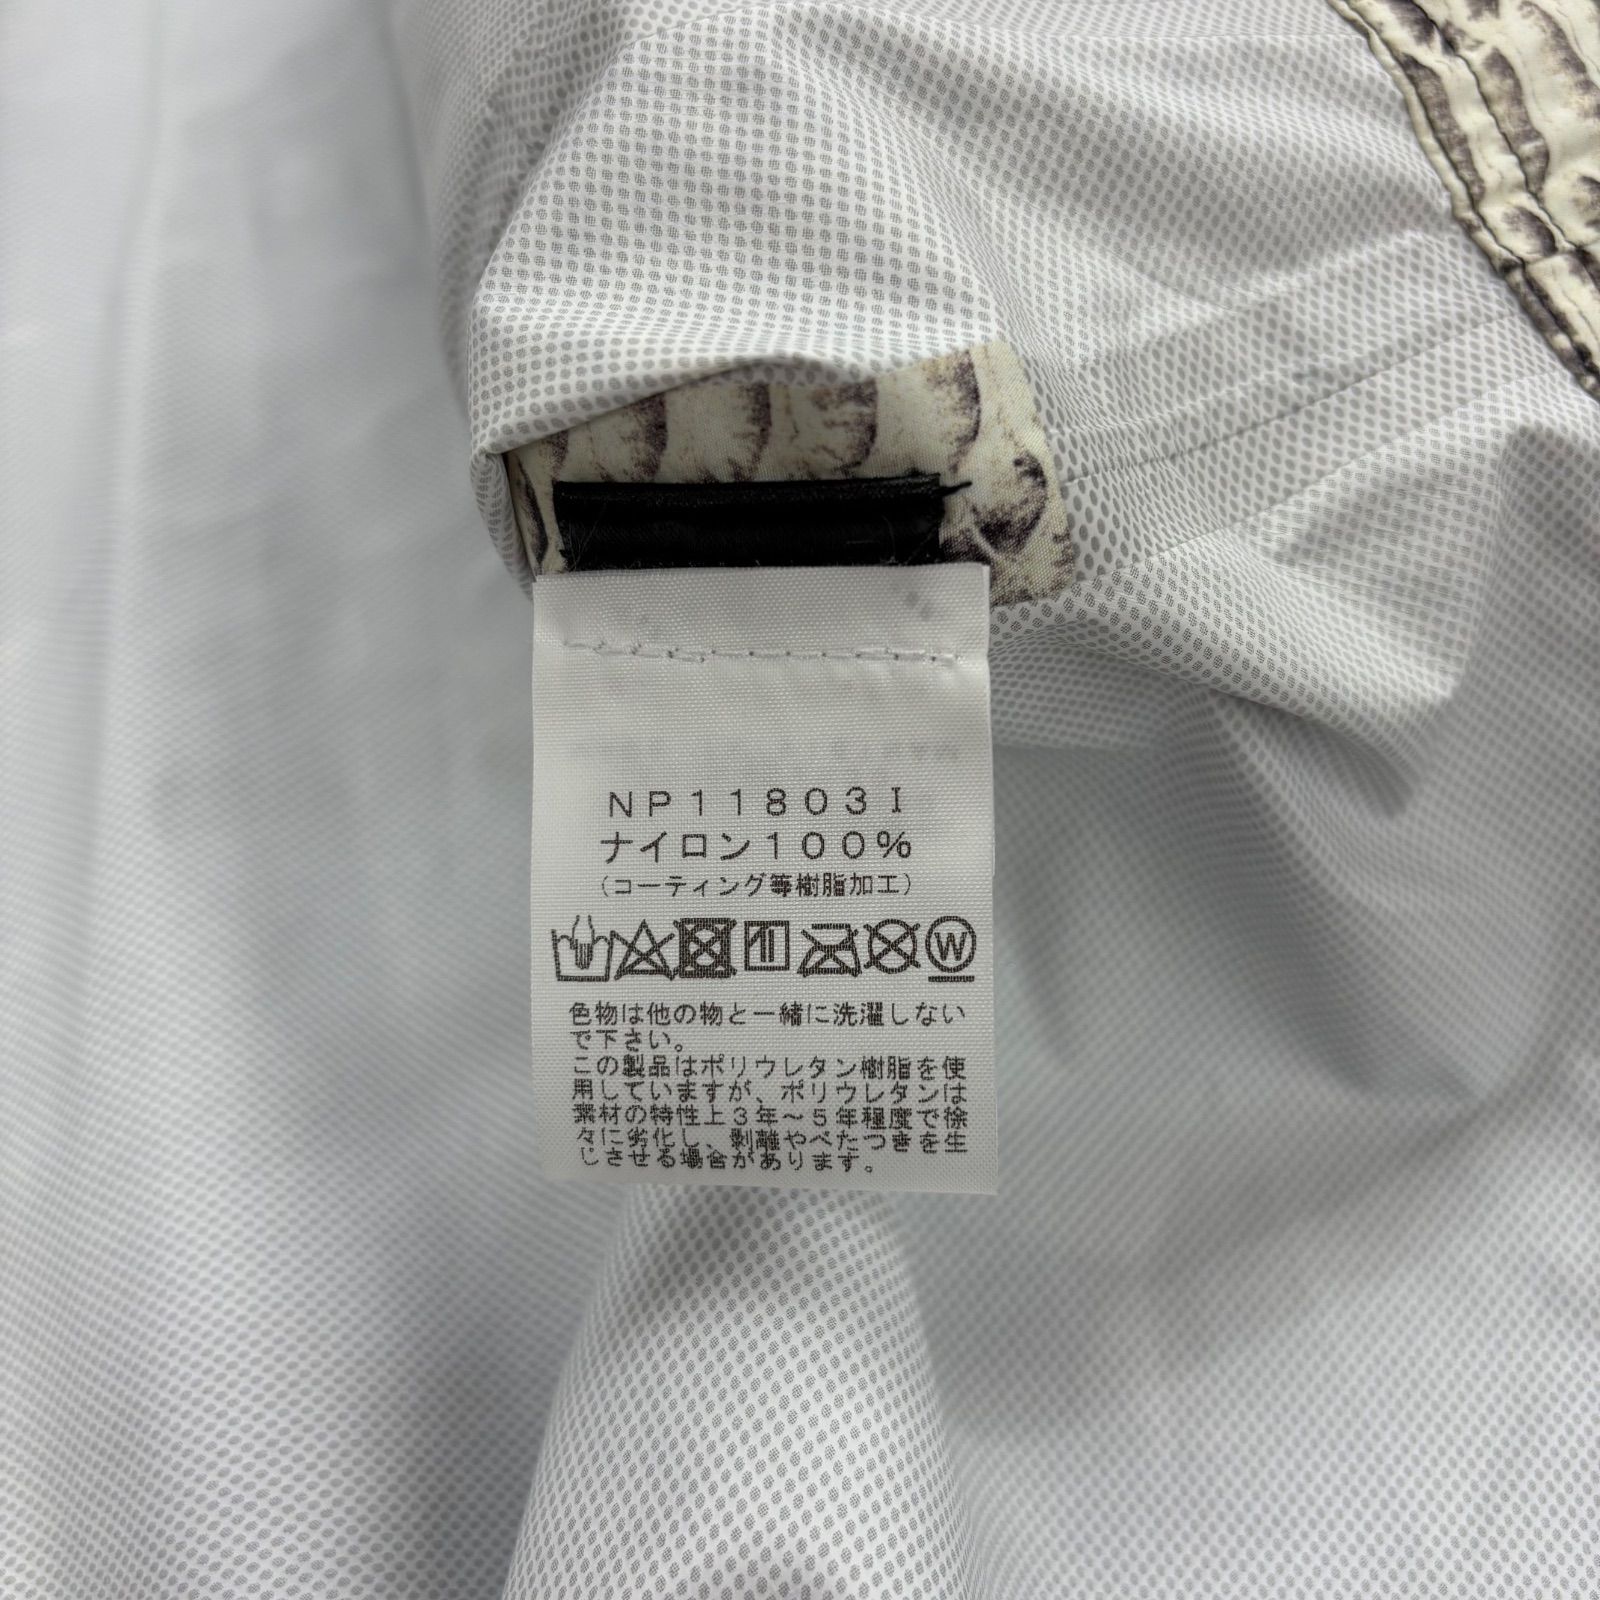 NP11803I
ナイロン100%
(コーティング等樹脂加工)
W
色物は他の物と一緒に洗濯しない
で下さい。
この製品はポリウレタン樹脂を使
用していますが、ポリウレタンは
素材の特性上3年～5年程度で徐
々に劣化し、剥離やべたつきを生
じさせる場合があります。